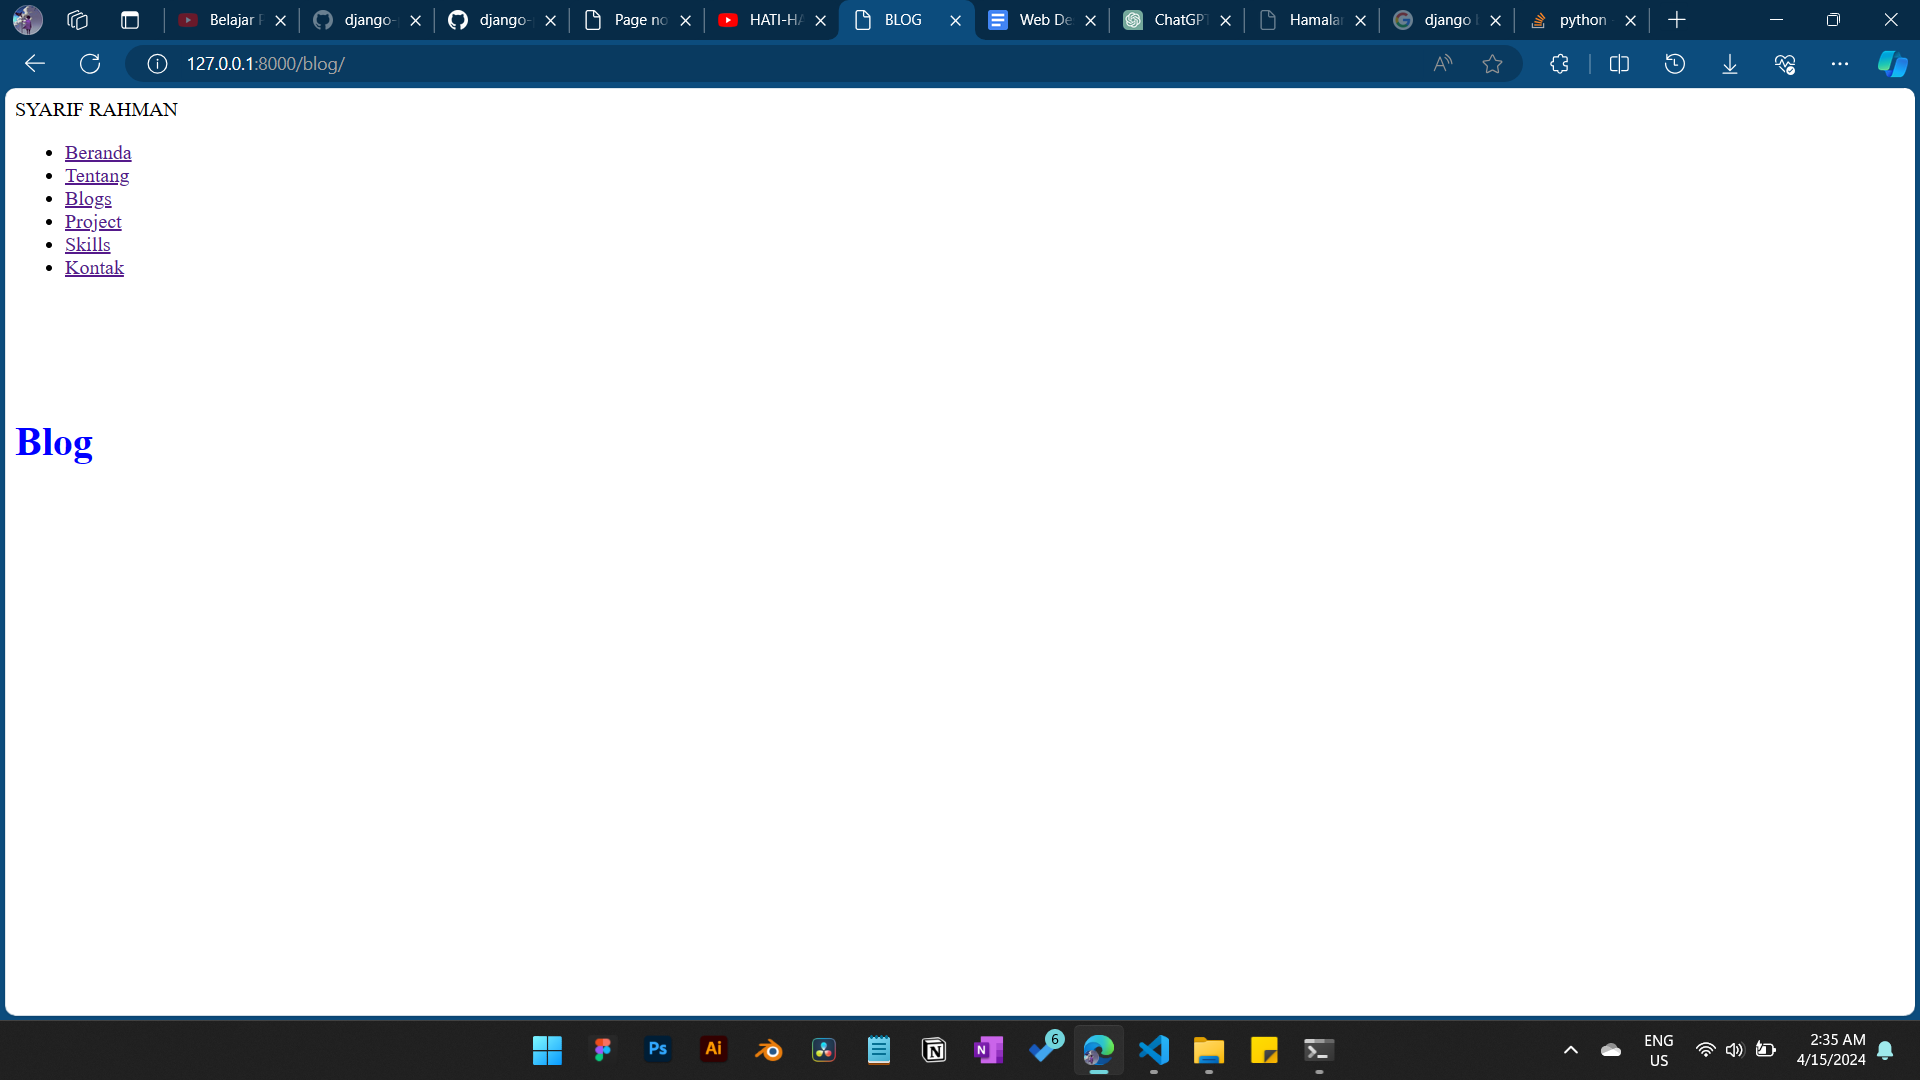 Belajar
django-
django-
Page no
HATI-HA
BLOG
Web De
ChatGPT
Hamalar
django
python
127.0.0.1:8000/blog/
SYARIF RAHMAN
Beranda
Tentang
Blogs
Project
Skills
Kontak
Blog
Ps
Ai
N
N
6
ENG
US
2:35 AM
4/15/2024